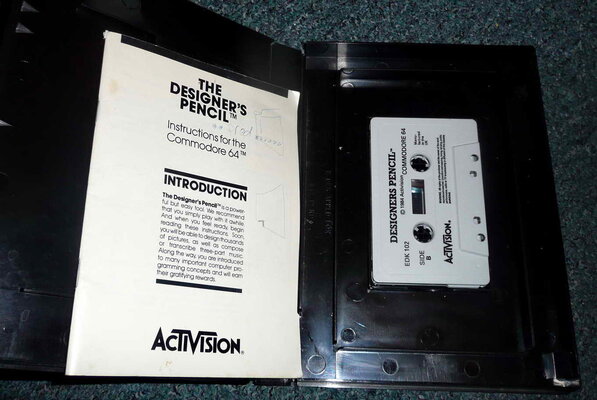 THE
DESIGNER'S
PENCIL™
Instructions for the
Commodore 64™
INTRODUCTION
The Designer's Pencil™ is a power-
ful but easy tool. We recommend
that you simply play with it awhile.
And when you feel ready, begin
reading these instructions. Soon,
you will be able to design thousands
of pictures, as well as compose
or transcribe three-part music.
Along the way, you are introduced
to many important computer pro-
gramming concepts and will earn
their gratifying rewards.
ACTIVISION®
DESIGNERS PENCIL™
© 1984 Activision COMMODORE 64
EDK 102
SIDE
B
ACTIVISION®